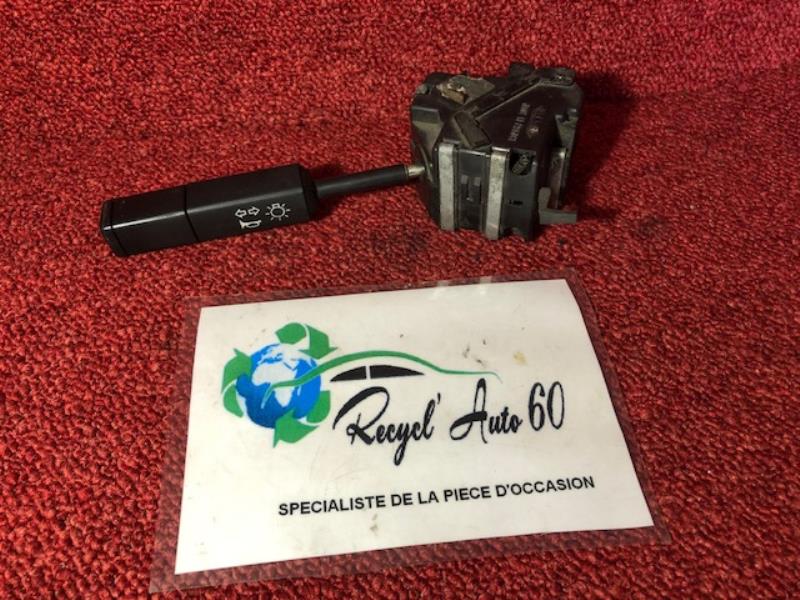 Recycl' Auto 60
SPECIALISTE DE LA PIECE D'OCCASION